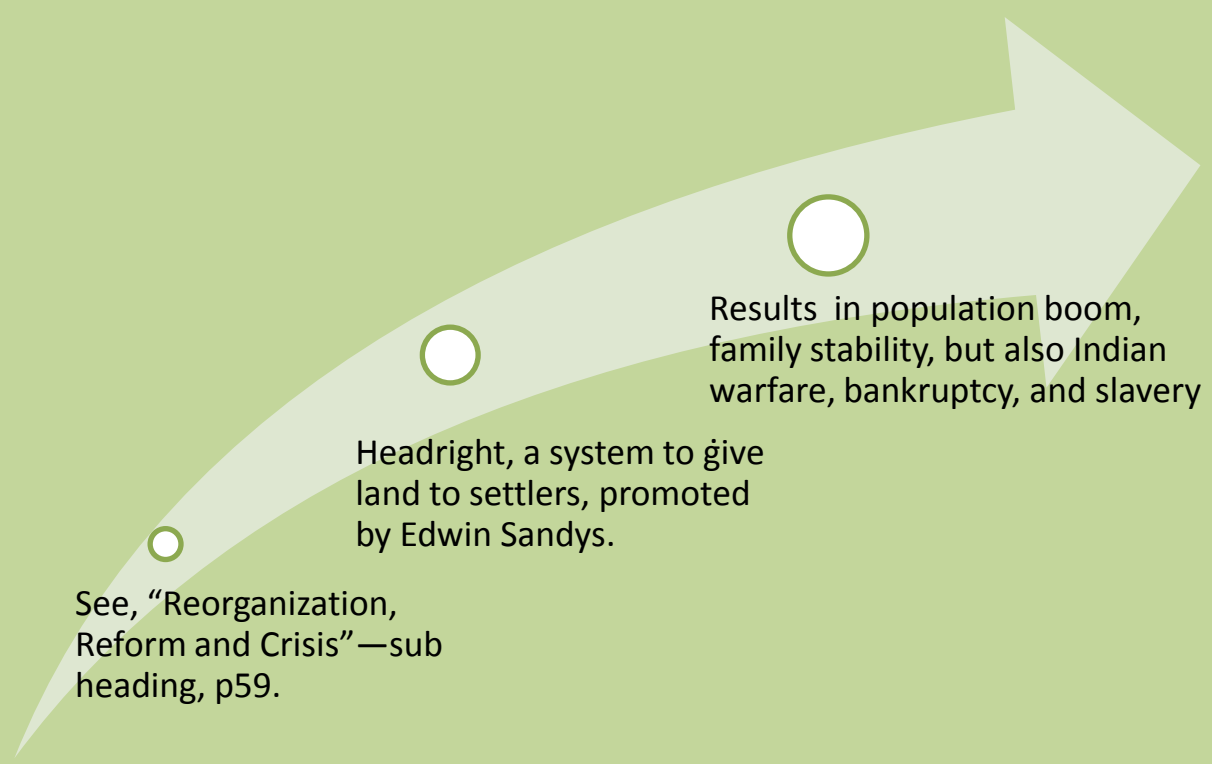 See, “Reorganization,
Reform and Crisis”—sub
heading, p59.
Headright, a system to ġive
land to settlers, promoted
by Edwin Sandys.
Results  in population boom,
family stability, but also Indian
warfare, bankruptcy, and slavery